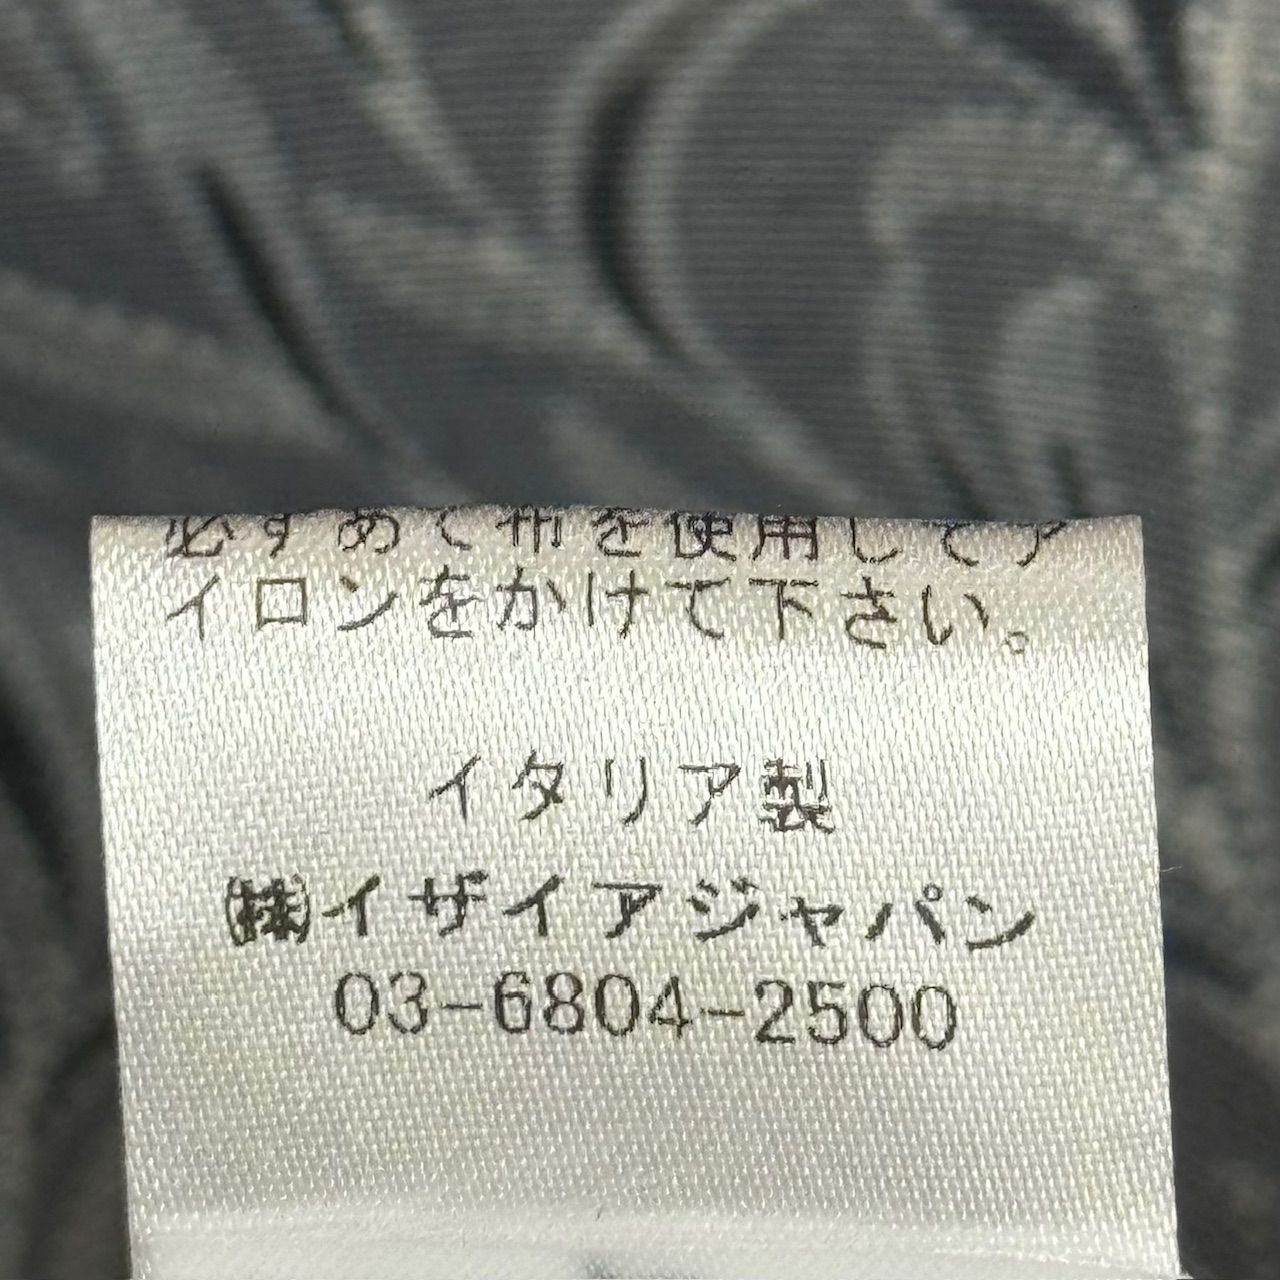 必ずあて布を使用してア
イロンをかけて下さい。
イタリア製
㈱イザイアジャパン
03-6804-2500